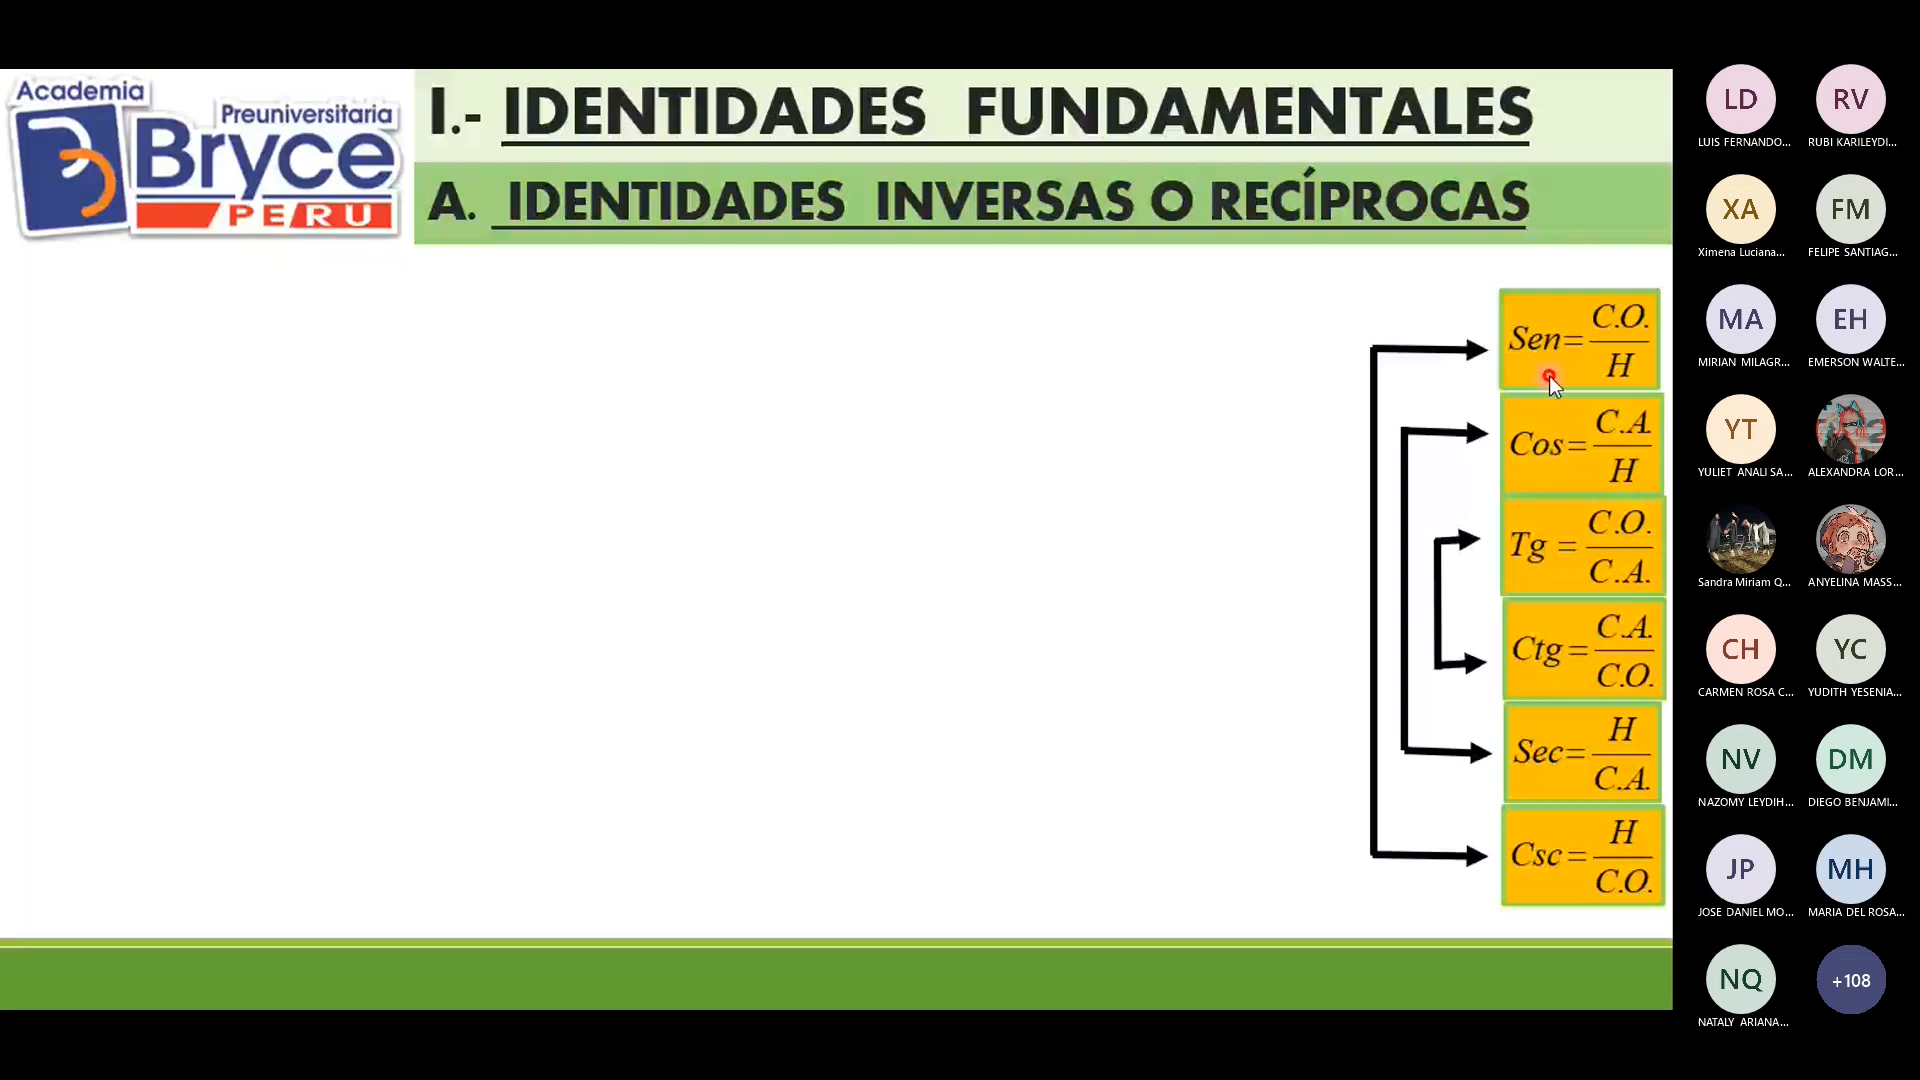 Academia
Preuniversitaria
Bryce
PERU
I.- IDENTIDADES FUNDAMENTALES
A. IDENTIDADES INVERSAS O RECÍPROCAS
Sen = C.O. / H
Cos = C.A. / H
Tg = C.O. / C.A.
Ctg = C.A. / C.O.
Sec = H / C.A.
Csc = H / C.O.
LD RV
LUIS FERNANDO... RUBI KARILEYDI...
XA FM
Ximena Luciana... FELIPE SANTIAG...
MA EH
MIRIAN MILAGR... EMERSON WALTE...
YT
YULIET ANALI SA... ALEXANDRA LOR...
Sandra Miriam Q... ANYELINA MASS...
CH YC
CARMEN ROSA C... YUDITH YESENIA...
NV DM
NAZOMY LEYDIH... DIEGO BENJAMI...
JP MH
JOSE DANIEL MO... MARIA DEL ROSA...
NQ +108
NATALY ARIANA...